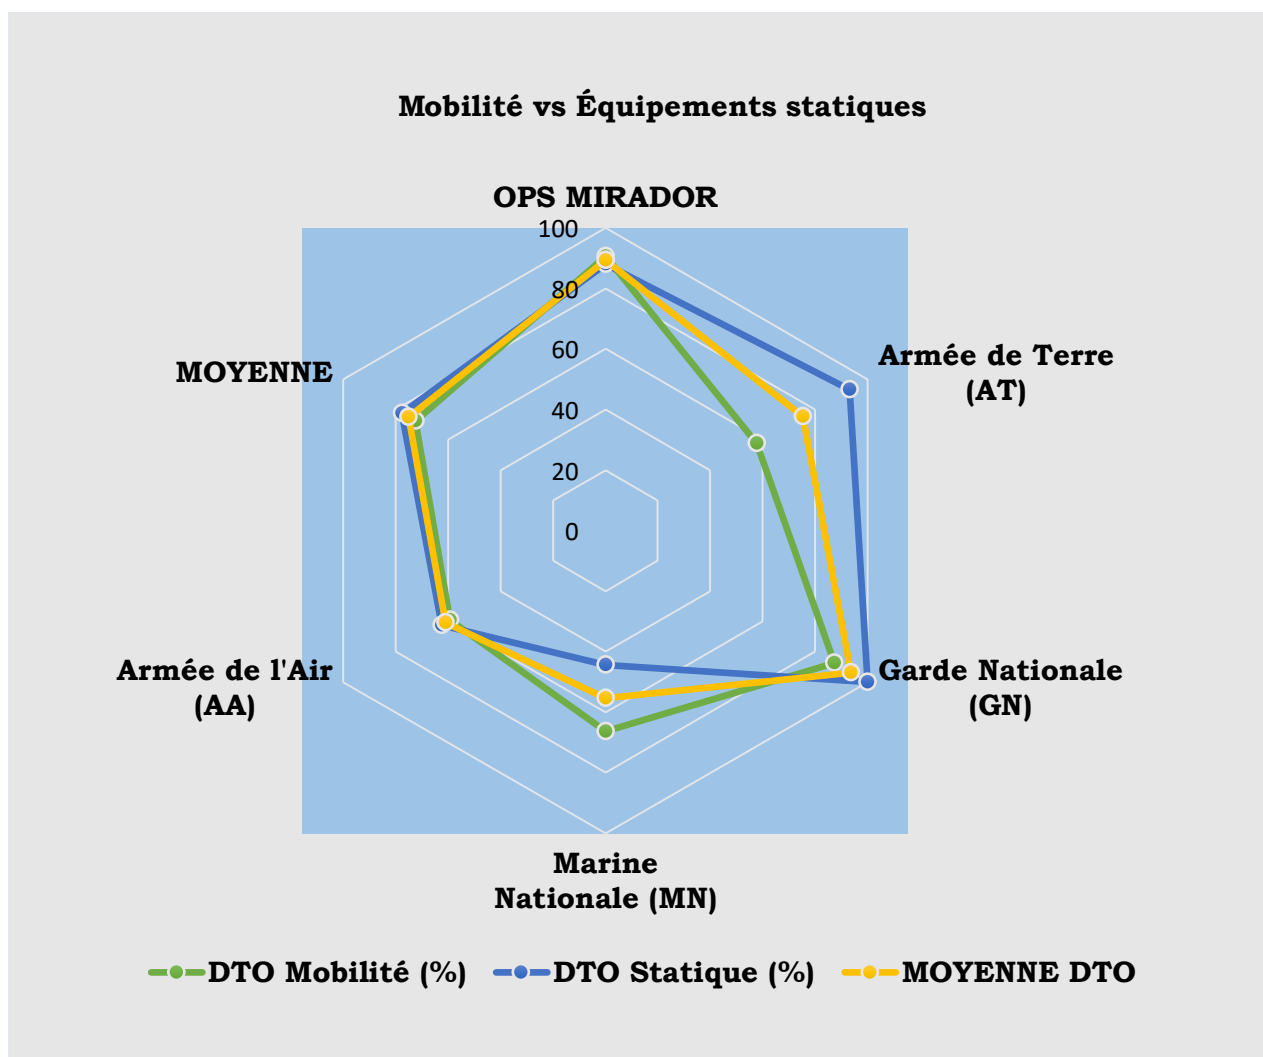 Mobilité vs Équipements statiques
OPS MIRADOR
100
80
60
40
20
0
Armée de Terre
(AT)
Garde Nationale
(GN)
Marine
Nationale (MN)
Armée de l'Air
(AA)
MOYENNE
DTO Mobilité (%)
DTO Statique (%)
MOYENNE DTO